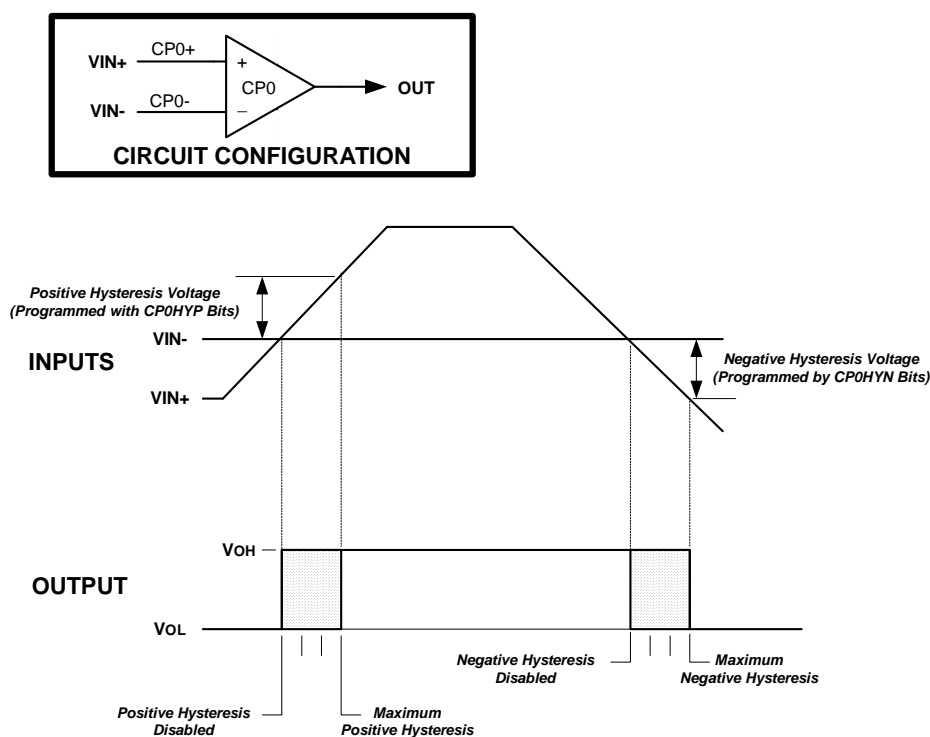 VIN+
CP0+
+
CP0
OUT
VIN-
CP0-
_
CIRCUIT CONFIGURATION
Positive Hysteresis Voltage
(Programmed with CP0HYP Bits)
VIN-
INPUTS
Negative Hysteresis Voltage
(Programmed by CP0HYN Bits)
VIN+
VOH
OUTPUT
VOL
Negative Hysteresis
Disabled
Maximum
Negative Hysteresis
Positive Hysteresis
Disabled
Maximum
Positive Hysteresis